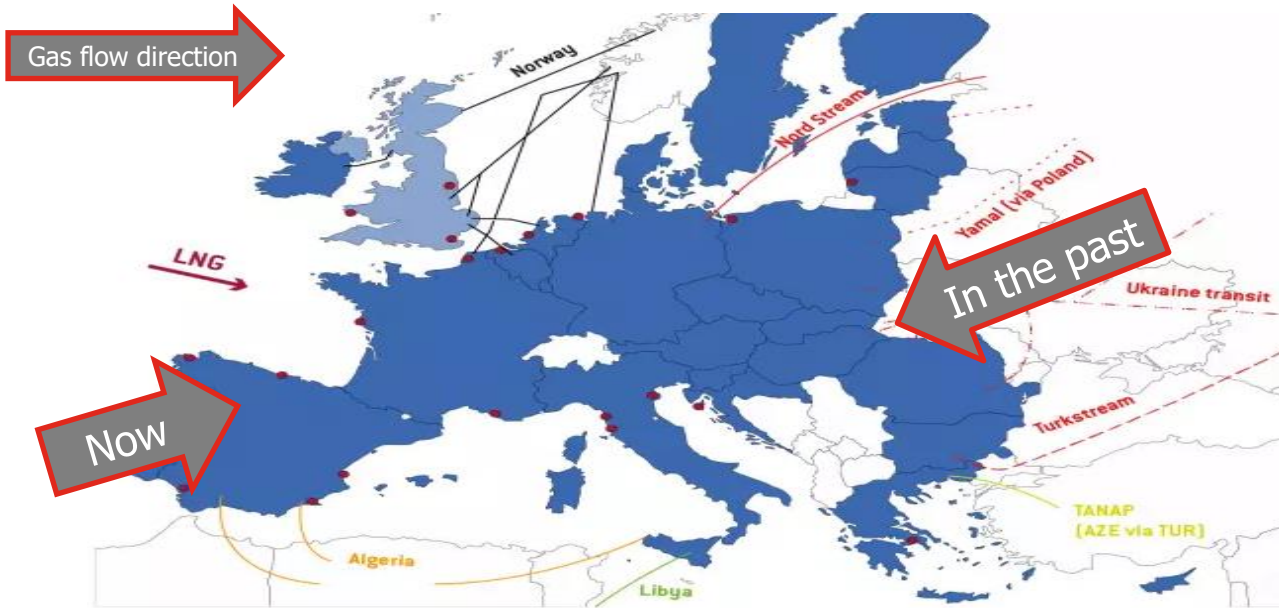 Gas flow direction
Norway
Nord Stream
Yamal (via Poland)
In the past
LNG
Ukraine transit
Now
Turkstream
TANAP
(AZE via TUR)
Algeria
Libya